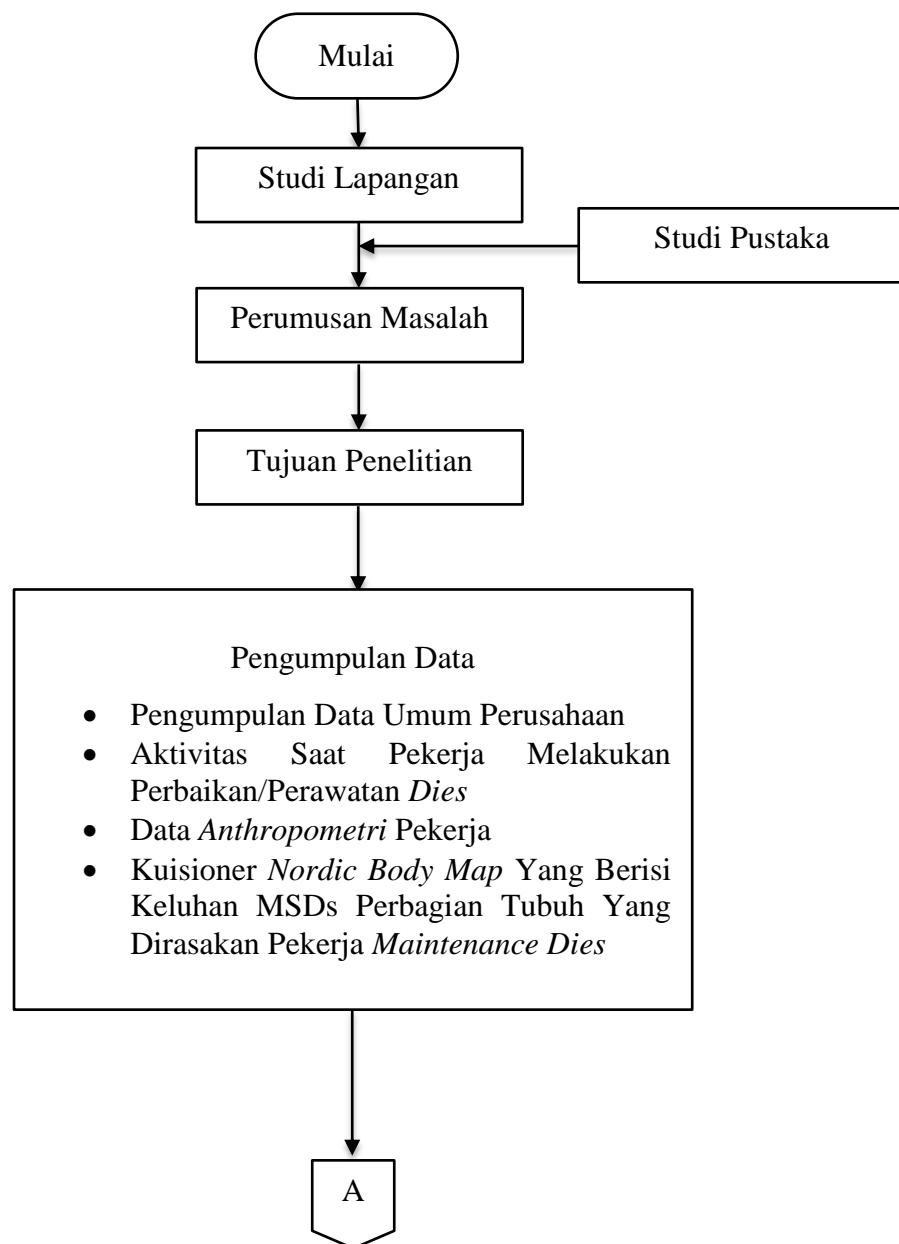 Mulai
Studi Lapangan
Studi Pustaka
Perumusan Masalah
Tujuan Penelitian
Pengumpulan Data
• Pengumpulan Data Umum Perusahaan
• Aktivitas Saat Pekerja Melakukan
Perbaikan/Perawatan Dies
• Data Anthropometri Pekerja
• Kuisioner Nordic Body Map Yang Berisi
Keluhan MSDs Perbagian Tubuh Yang
Dirasakan Pekerja Maintenance Dies
A